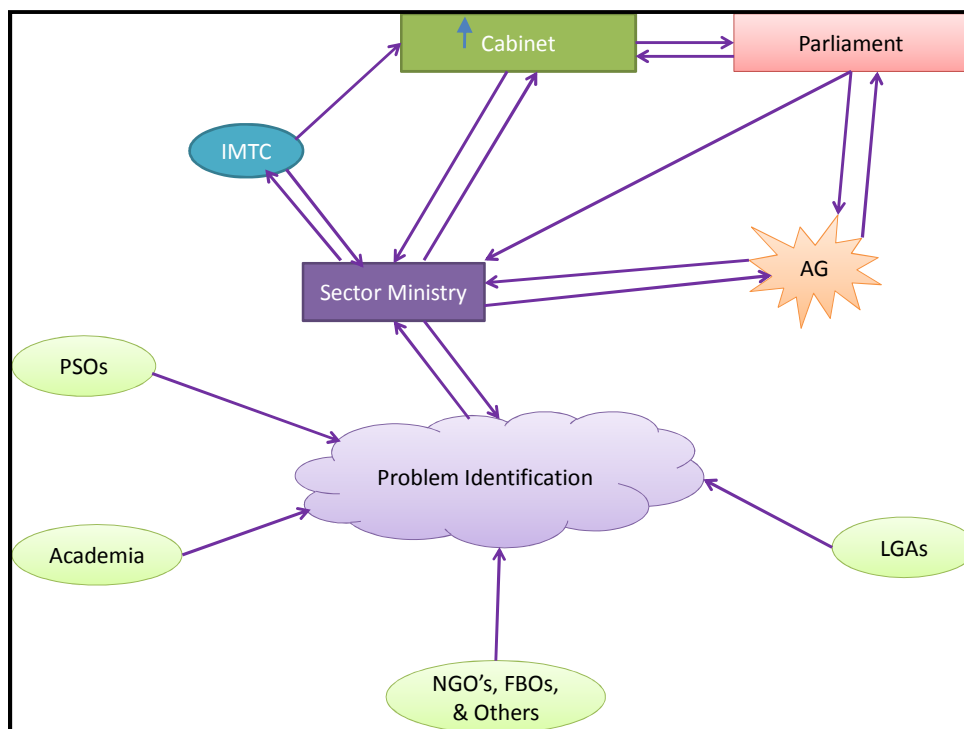 Cabinet
Parliament
IMTC
AG
Sector Ministry
PSOs
Problem Identification
Academia
LGAs
NGO’s, FBOs,
& Others